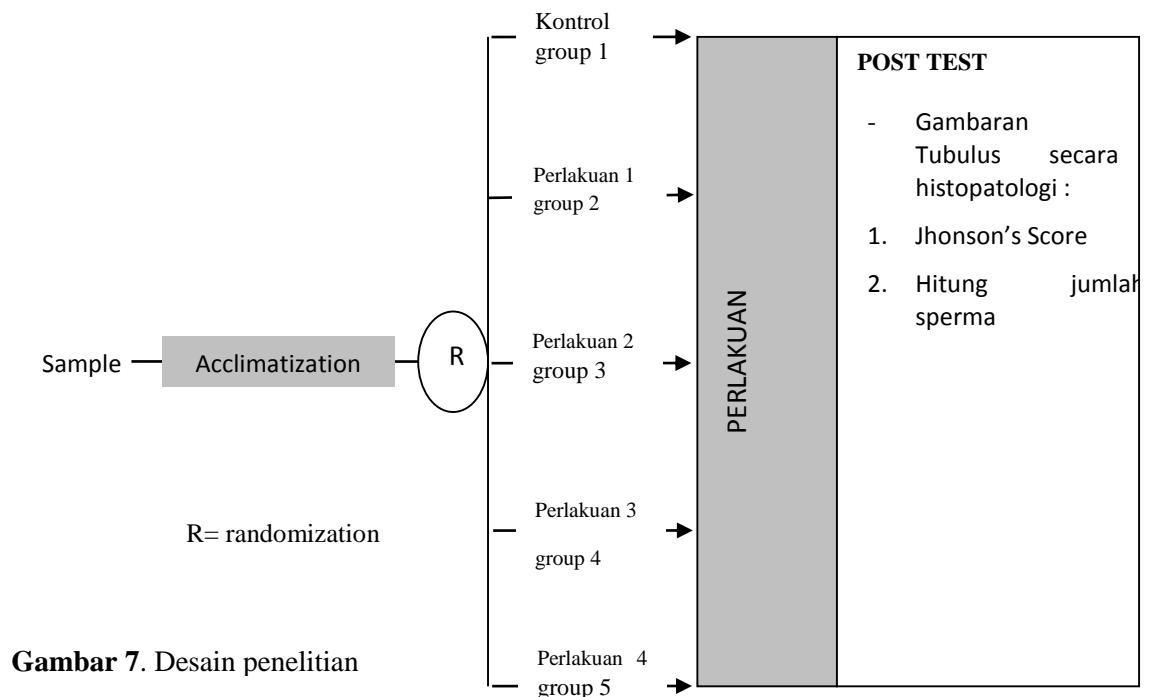 Sample
Acclimatization
R
R= randomization
Kontrol
group 1
Perlakuan 1
group 2
Perlakuan 2
group 3
Perlakuan 3
group 4
Perlakuan 4
group 5
PERLAKUAN
POST TEST
- Gambaran
Tubulus secara
histopatologi :
1. Jhonson's Score
2. Hitung jumlah
sperma
Gambar 7. Desain penelitian